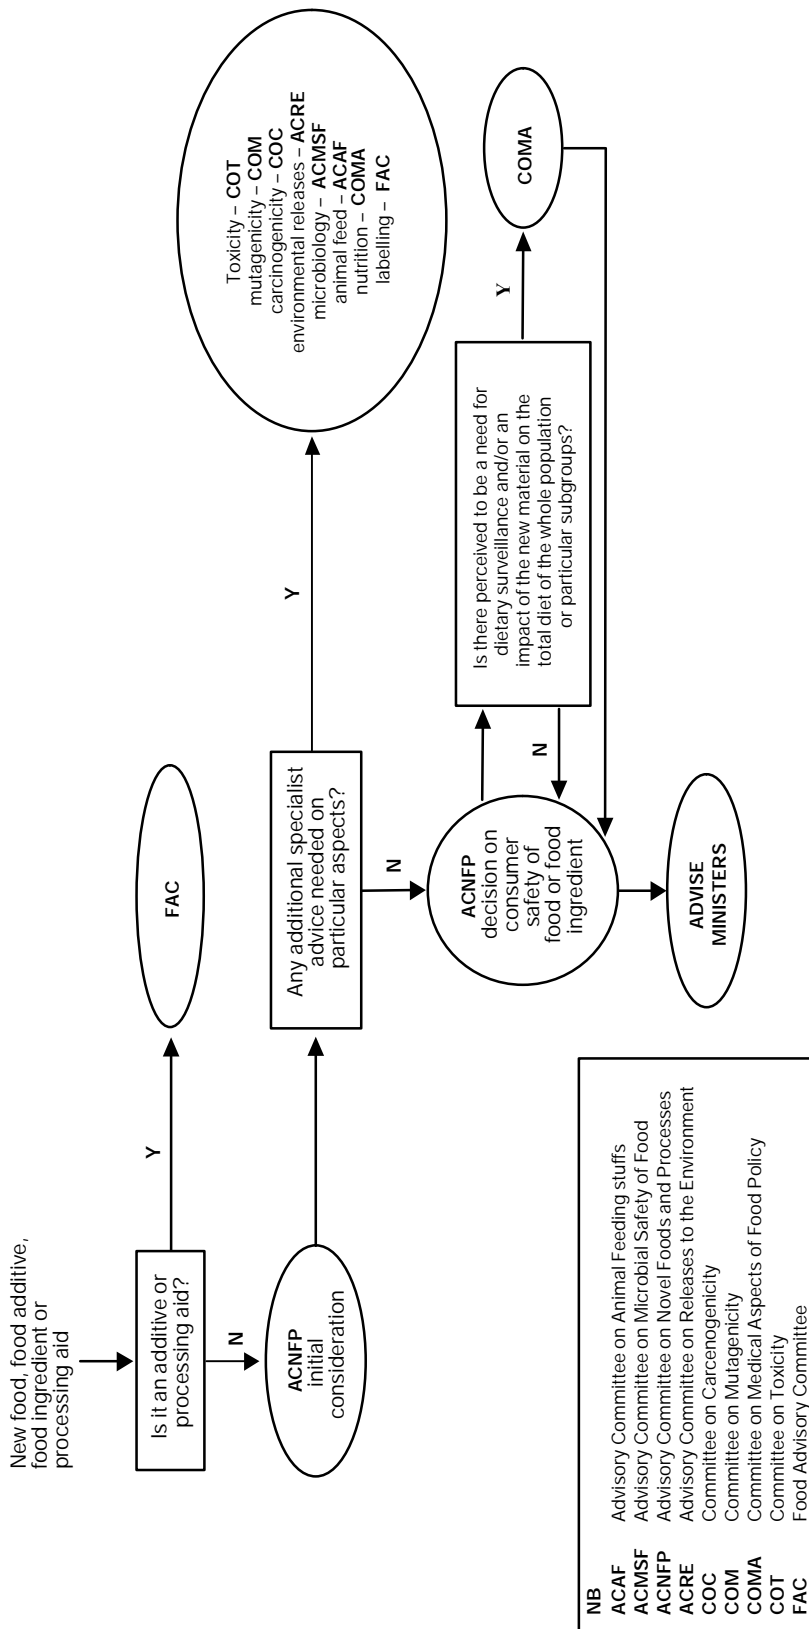 New food, food additive,
food ingredient or
processing aid
Is it an additive or
processing aid?
Y
FAC
N
ACNFP
initial
consideration
Any additional specialist
advice needed on
particular aspects?
Y
Toxicity – COT
mutagenicity – COM
carcinogenicity – COC
environmental releases – ACRE
microbiology – ACMSF
animal feed – ACAF
nutrition – COMA
labelling – FAC
N
ACNFP
decision on
consumer
safety of
food or food
ingredient
N
Is there perceived to be a need for
dietary surveillance and/or an
impact of the new material on the
total diet of the whole population
or particular subgroups?
Y
COMA
ADVISE
MINISTERS
NB
ACAF Advisory Committee on Animal Feeding stuffs
ACMSF Advisory Committee on Microbial Safety of Food
ACNFP Advisory Committee on Novel Foods and Processes
ACRE Advisory Committee on Releases to the Environment
COC Committee on Carcenogenicity
COM Committee on Mutagenicity
COMA Committee on Medical Aspects of Food Policy
COT Committee on Toxicity
FAC Food Advisory Committee